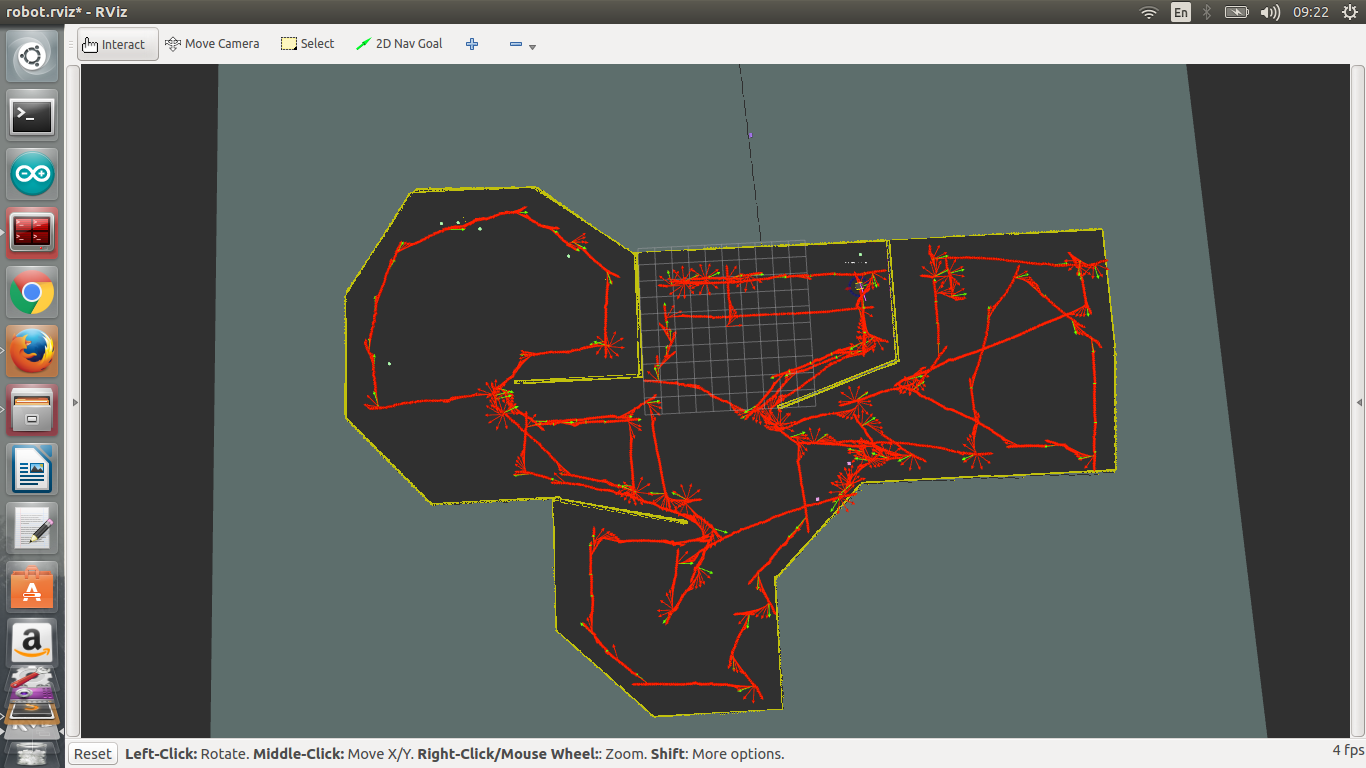 robot.rviz* - RViz
En
09:22
Interact
Move Camera
Select
2D Nav Goal
Reset
Left-Click: Rotate. Middle-Click: Move X/Y. Right-Click/Mouse Wheel:: Zoom. Shift: More options.
4 fps